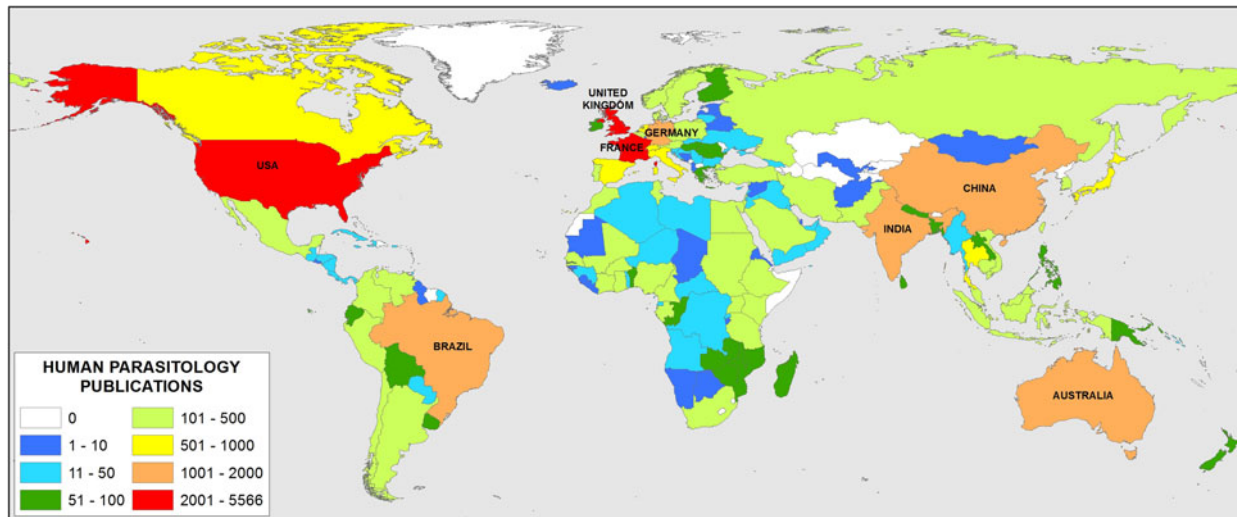 UNITED
KINGDOM
GERMANY
FRANCE
USA
CHINA
INDIA
BRAZIL
AUSTRALIA
HUMAN PARASITOLOGY
PUBLICATIONS
0
1 - 10
11 - 50
51 - 100
101 - 500
501 - 1000
1001 - 2000
2001 - 5566